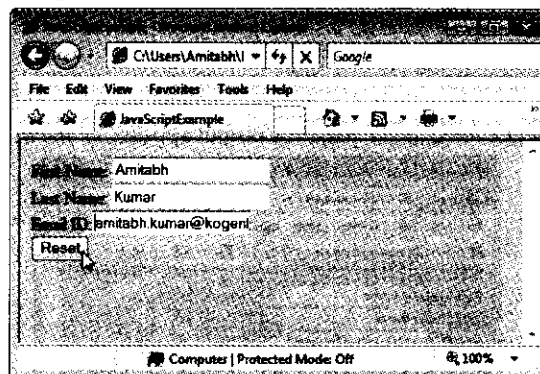 C:\Users\Amitabh\I Google
File Edit View Favorites Tools Help
JavaScriptExample
First Name: Amitabh
Last Name: Kumar
Email ID: amitabh.kumar@kogent
Reset
Computer | Protected Mode: Off 100%